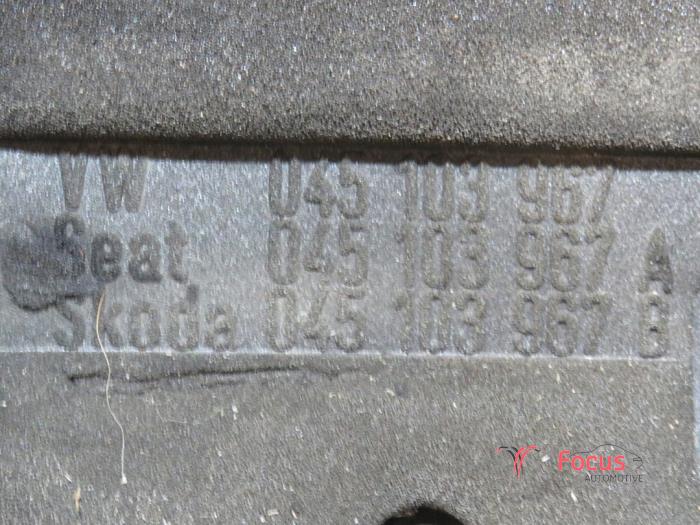 VW 045 103 967
Seat 045 103 967 A
Skoda 045 103 967 B
Focus
AUTOMOTIVE